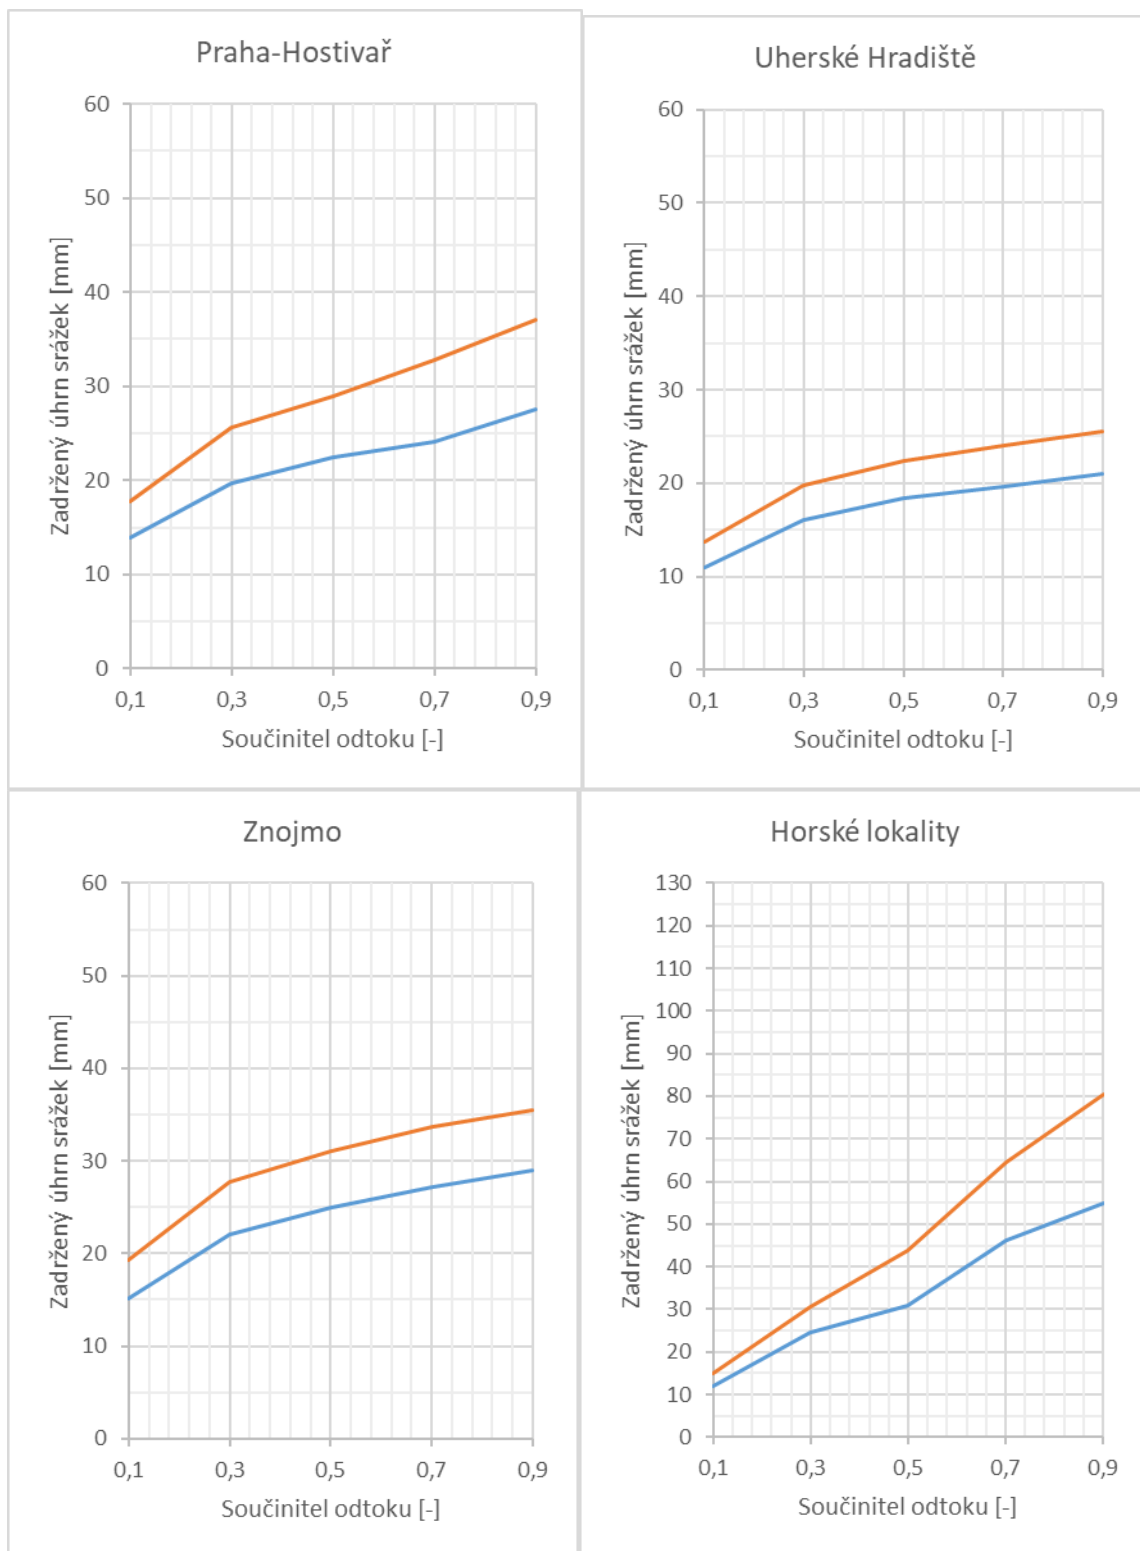 Praha-Hostivař
60
50
40
30
20
10
0
Zadržený úhrn srážek [mm]
0,1 0,3 0,5 0,7 0,9
Součinitel odtoku [-]
Uherské Hradiště
60
50
40
30
20
10
0
Zadržený úhrn srážek [mm]
0,1 0,3 0,5 0,7 0,9
Součinitel odtoku [-]
Znojmo
60
50
40
30
20
10
0
Zadržený úhrn srážek [mm]
0,1 0,3 0,5 0,7 0,9
Součinitel odtoku [-]
Horské lokality
130
120
110
100
90
80
70
60
50
40
30
20
10
0
Zadržený úhrn srážek [mm]
0,1 0,3 0,5 0,7 0,9
Součinitel odtoku [-]